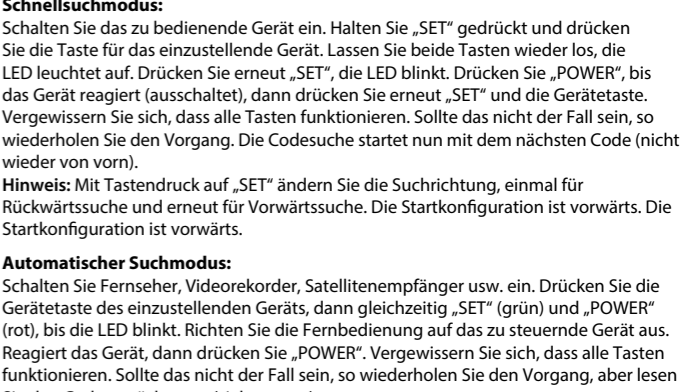 Schnellsuchmodus:
Schalten Sie das zu bedienende Gerät ein. Halten Sie „SET“ gedrückt und drücken
Sie die Taste für das einzustellende Gerät. Lassen Sie beide Tasten wieder los, die
LED leuchtet auf. Drücken Sie erneut „SET“, die LED blinkt. Drücken Sie „POWER“, bis
das Gerät reagiert (ausschaltet), dann drücken Sie erneut „SET“ und die Gerätetaste.
Vergewissern Sie sich, dass alle Tasten funktionieren. Sollte das nicht der Fall sein, so
wiederholen Sie den Vorgang. Die Codesuche startet nun mit dem nächsten Code (nicht
wieder von vorn).
Hinweis: Mit Tastendruck auf „SET“ ändern Sie die Suchrichtung, einmal für
Rückwärtssuche und erneut für Vorwärtssuche. Die Startkonfiguration ist vorwärts. Die
Startkonfiguration ist vorwärts.
Automatischer Suchmodus:
Schalten Sie Fernseher, Videorekorder, Satellitenempfänger usw. ein. Drücken Sie die
Gerätetaste des einzustellenden Geräts, dann gleichzeitig „SET“ (grün) und „POWER“
(rot), bis die LED blinkt. Richten Sie die Fernbedienung auf das zu steuernde Gerät aus.
Reagiert das Gerät, dann drücken Sie „POWER“. Vergewissern Sie sich, dass alle Tasten
funktionieren. Sollte das nicht der Fall sein, so wiederholen Sie den Vorgang, aber lesen